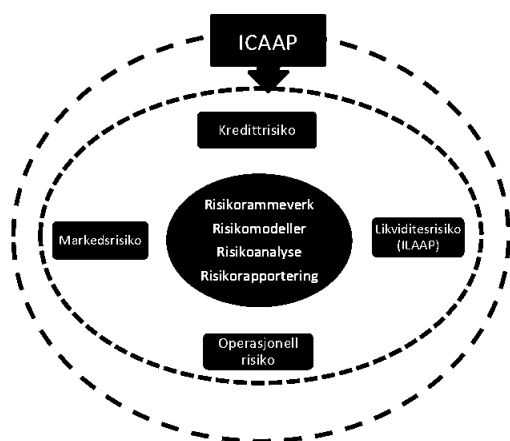 ICAAP
Kredittrisiko
Risikorammeverk
Risikomodeller
Risikoanalyse
Risikorapportering
Markedsrisiko
Likviditesrisiko
(ILAAP)
Operasjonell
risiko